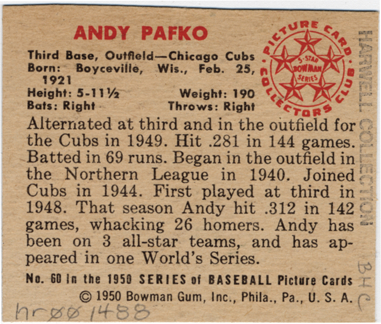 ANDY PAFKO
Third Base, Outfield—Chicago Cubs
Born: Boyceville, Wis., Feb. 25,
1921
Height: 5-11½ Weight: 190
Bats: Right Throws: Right
PICTURE CARD
5-STAR
BOWMAN
SERIES
COLLECTORS CLUB
Alternated at third and in the outfield for
the Cubs in 1949. Hit .281 in 144 games.
Batted in 69 runs. Began in the outfield in
the Northern League in 1940. Joined
Cubs in 1944. First played at third in
1948. That season Andy hit .312 in 142
games, whacking 26 homers. Andy has
been on 3 all-star teams, and has ap-
peared in one World's Series.
No. 60 in the 1950 SERIES of BASEBALL Picture Cards
©1950 Bowman Gum, Inc., Phila., Pa., U. S. A.
hr001488
HARWELL COLLECTION BHC